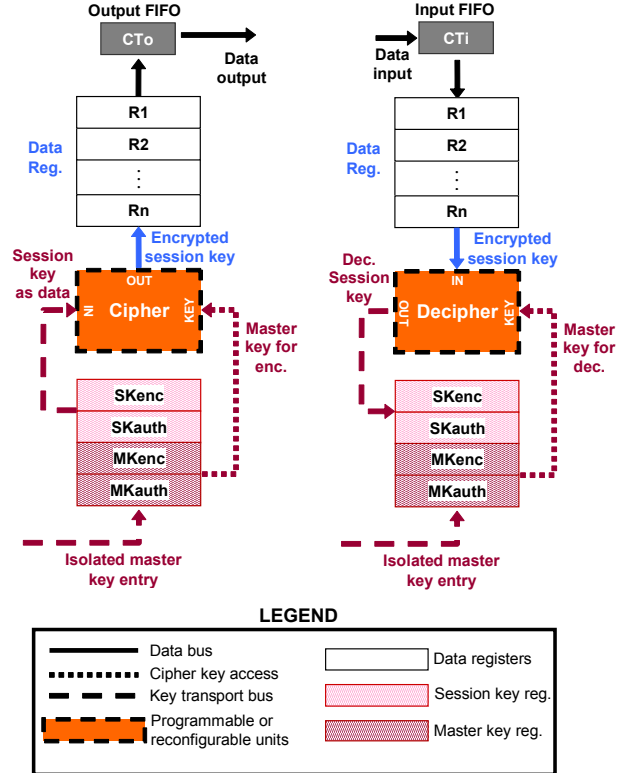 Output FIFO
CTo
Data
output
R1
R2
⋮
Rn
Data
Reg.
Encrypted
session key
Session
key
as data
OUT
IN
Cipher
KEY
Master
key for
enc.
SKenc
SKauth
MKenc
MKauth
Isolated master
key entry
Input FIFO
CTi
Data
input
R1
R2
⋮
Rn
Data
Reg.
Encrypted
session key
Dec.
Session
key
IN
OUT
Decipher
KEY
Master
key for
dec.
SKenc
SKauth
MKenc
MKauth
Isolated master
key entry
LEGEND
Data bus
Cipher key access
Key transport bus
Programmable or
reconfigurable units
Data registers
Session key reg.
Master key reg.